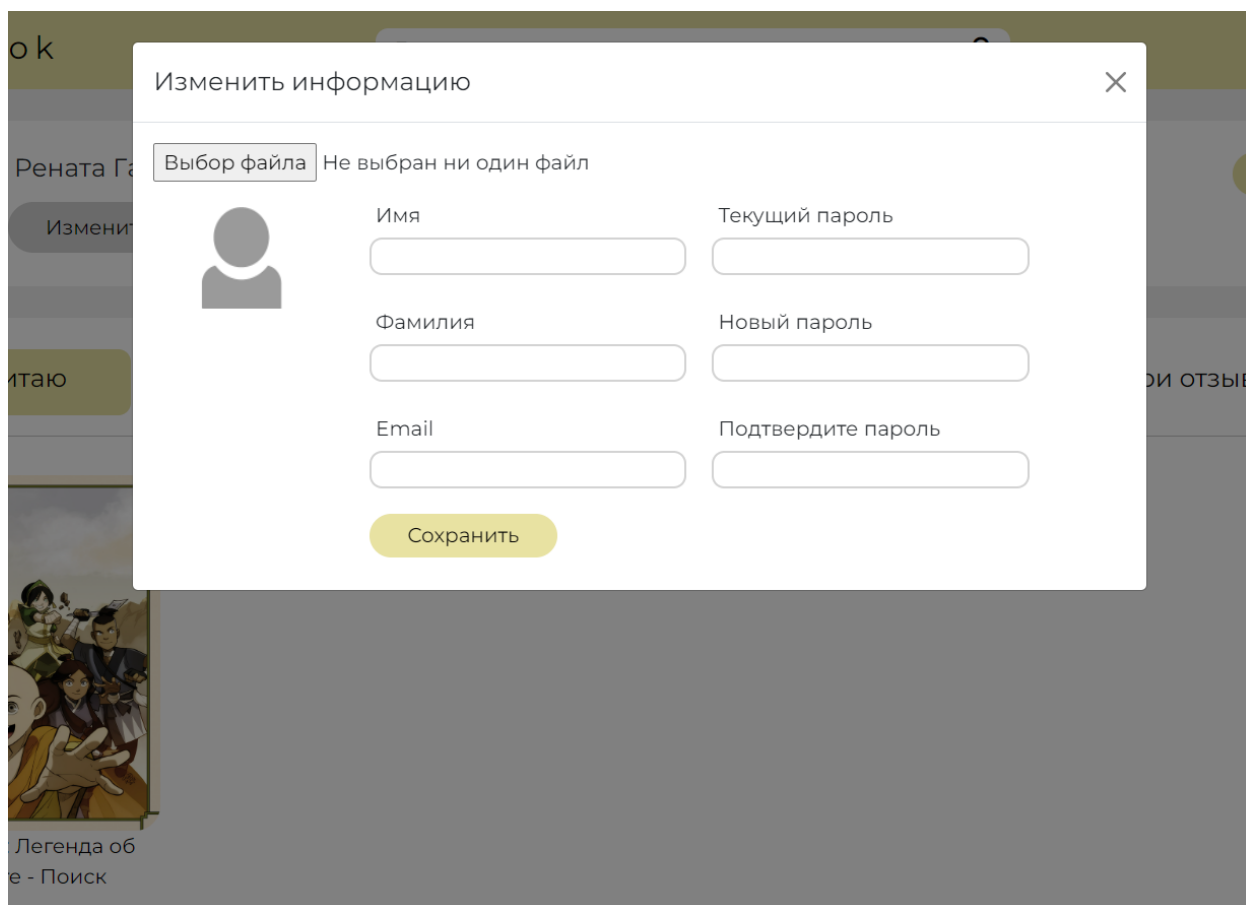 ok
Изменить информацию
Рената
Выбор файла Не выбран ни один файл
Имя
Текущий пароль
Фамилия
Новый пароль
Email
Подтвердите пароль
Сохранить
Легенда об
- Поиск